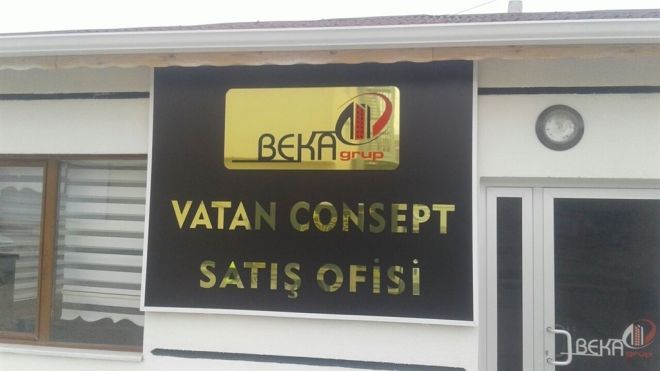 BEKA
grup
VATAN CONSEPT
SATIŞ OFİSİ
BEKA
grup